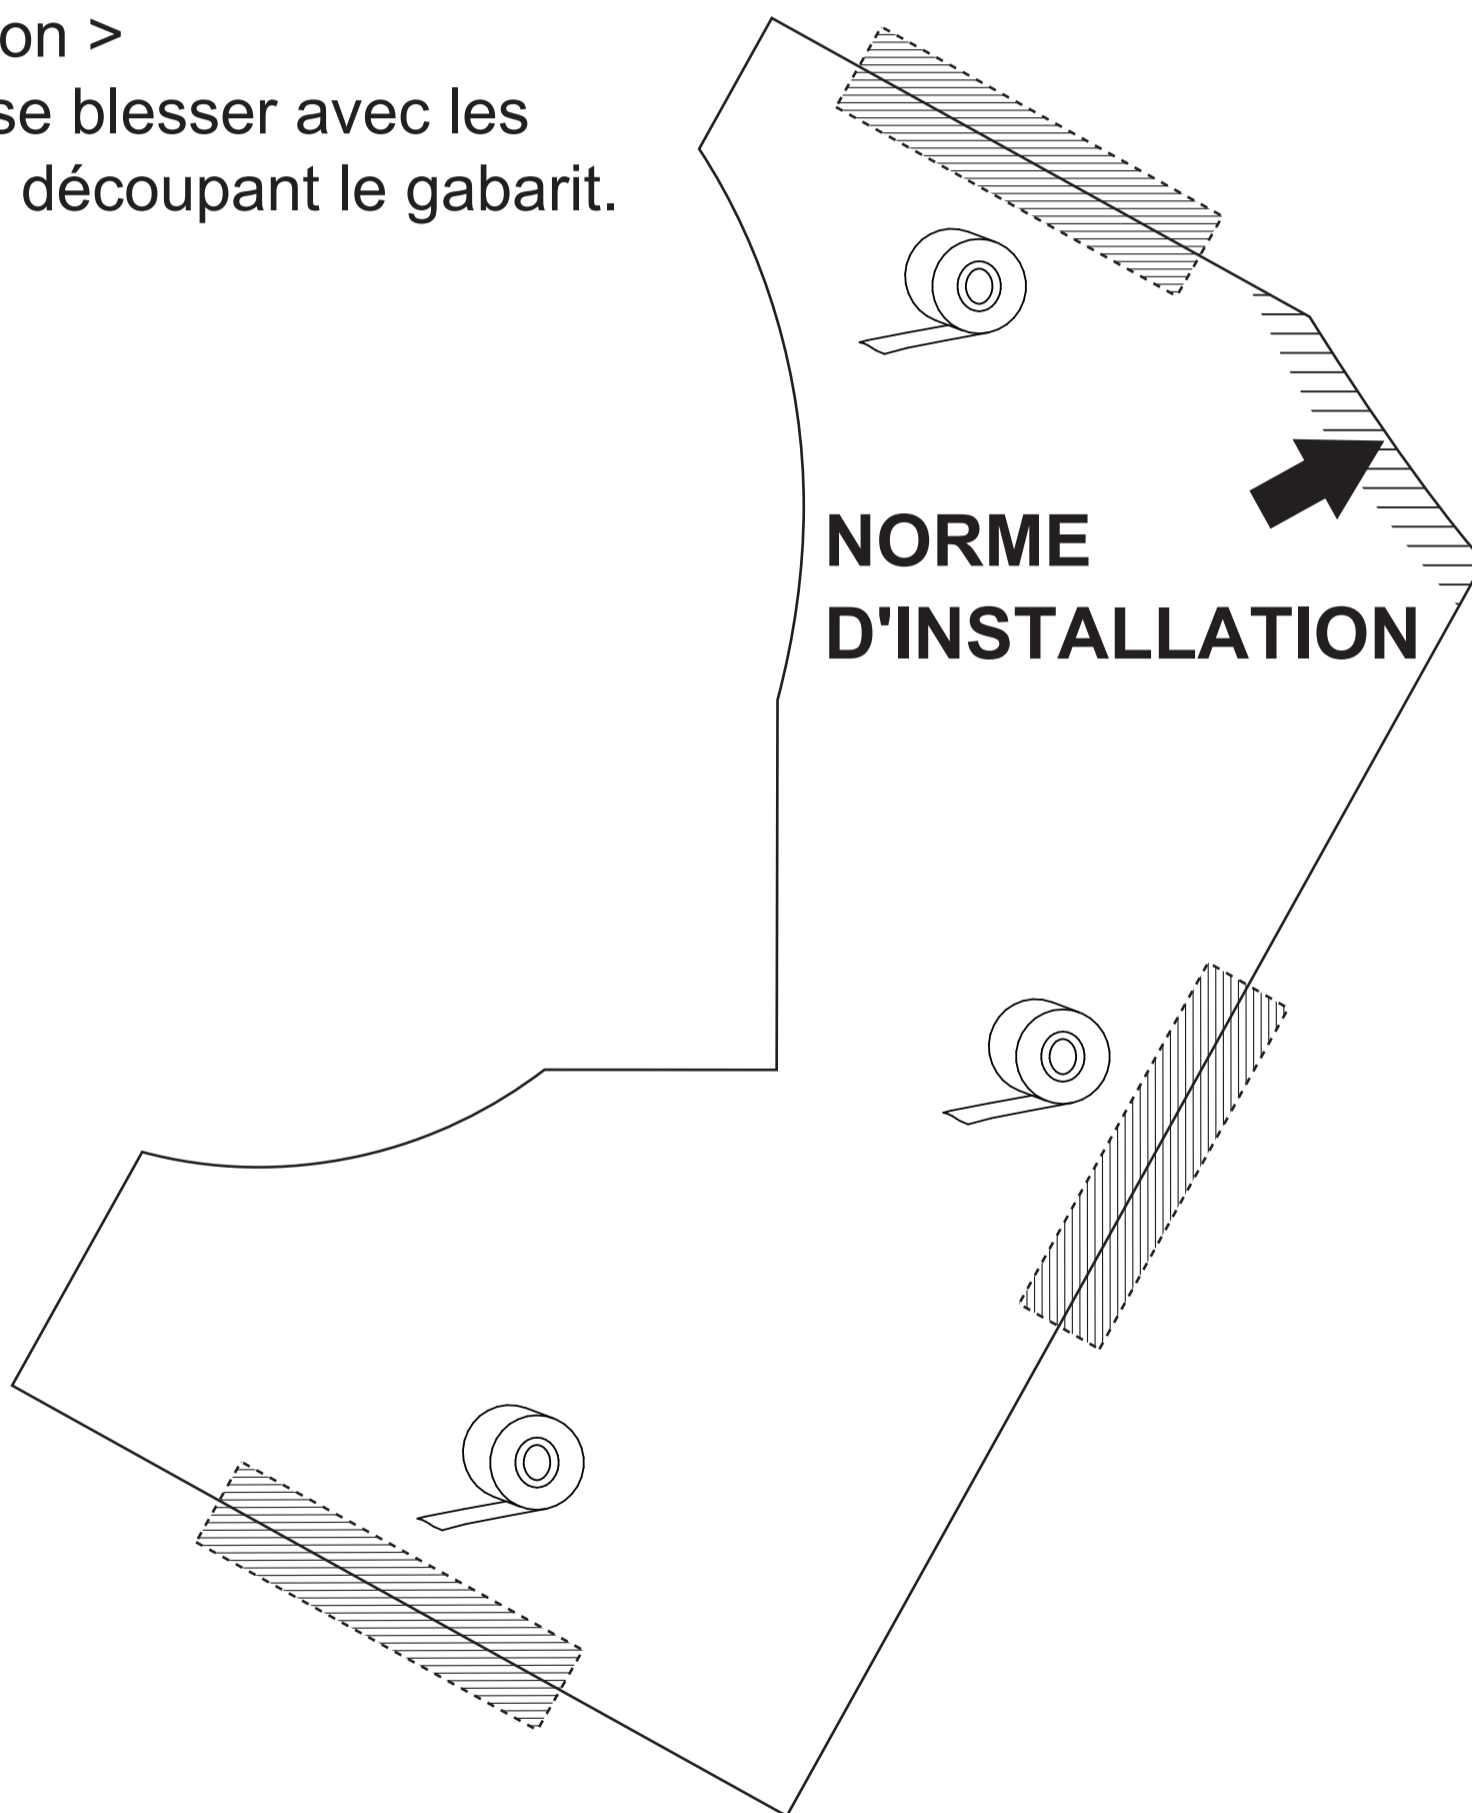 on >
se blesser avec les
découpant le gabarit.
NORME
D'INSTALLATION